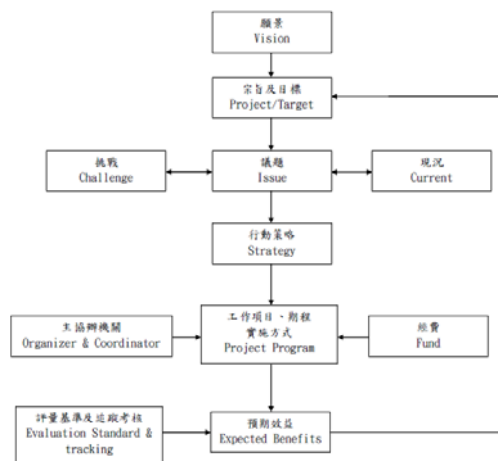 願景
Vision
宗旨及目標
Project/Target
挑戰
Challenge
議題
Issue
現況
Current
行動策略
Strategy
主協辦機關
Organizer & Coordinator
工作項目、期程
實施方式
Project Program
經費
Fund
評量基準及追蹤考核
Evaluation Standard &
tracking
預期效益
Expected Benefits